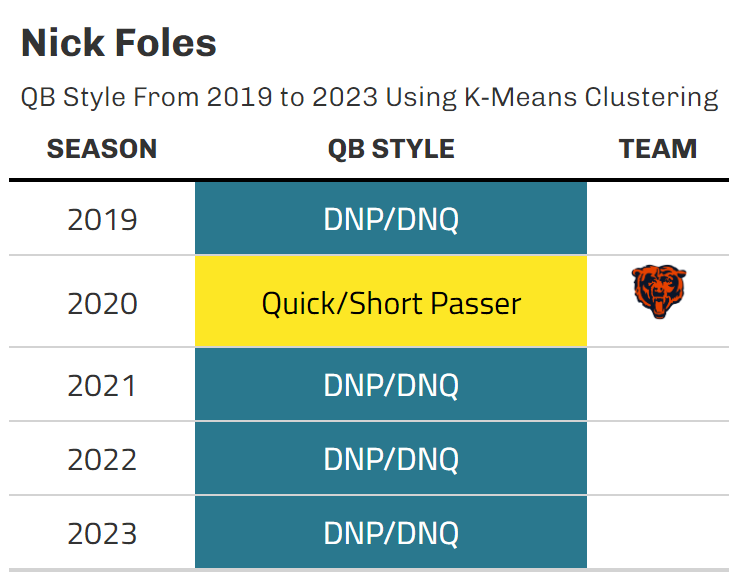 Nick Foles
QB Style From 2019 to 2023 Using K-Means Clustering
SEASON QB STYLE TEAM
2019 DNP/DNQ
2020 Quick/Short Passer
2021 DNP/DNQ
2022 DNP/DNQ
2023 DNP/DNQ